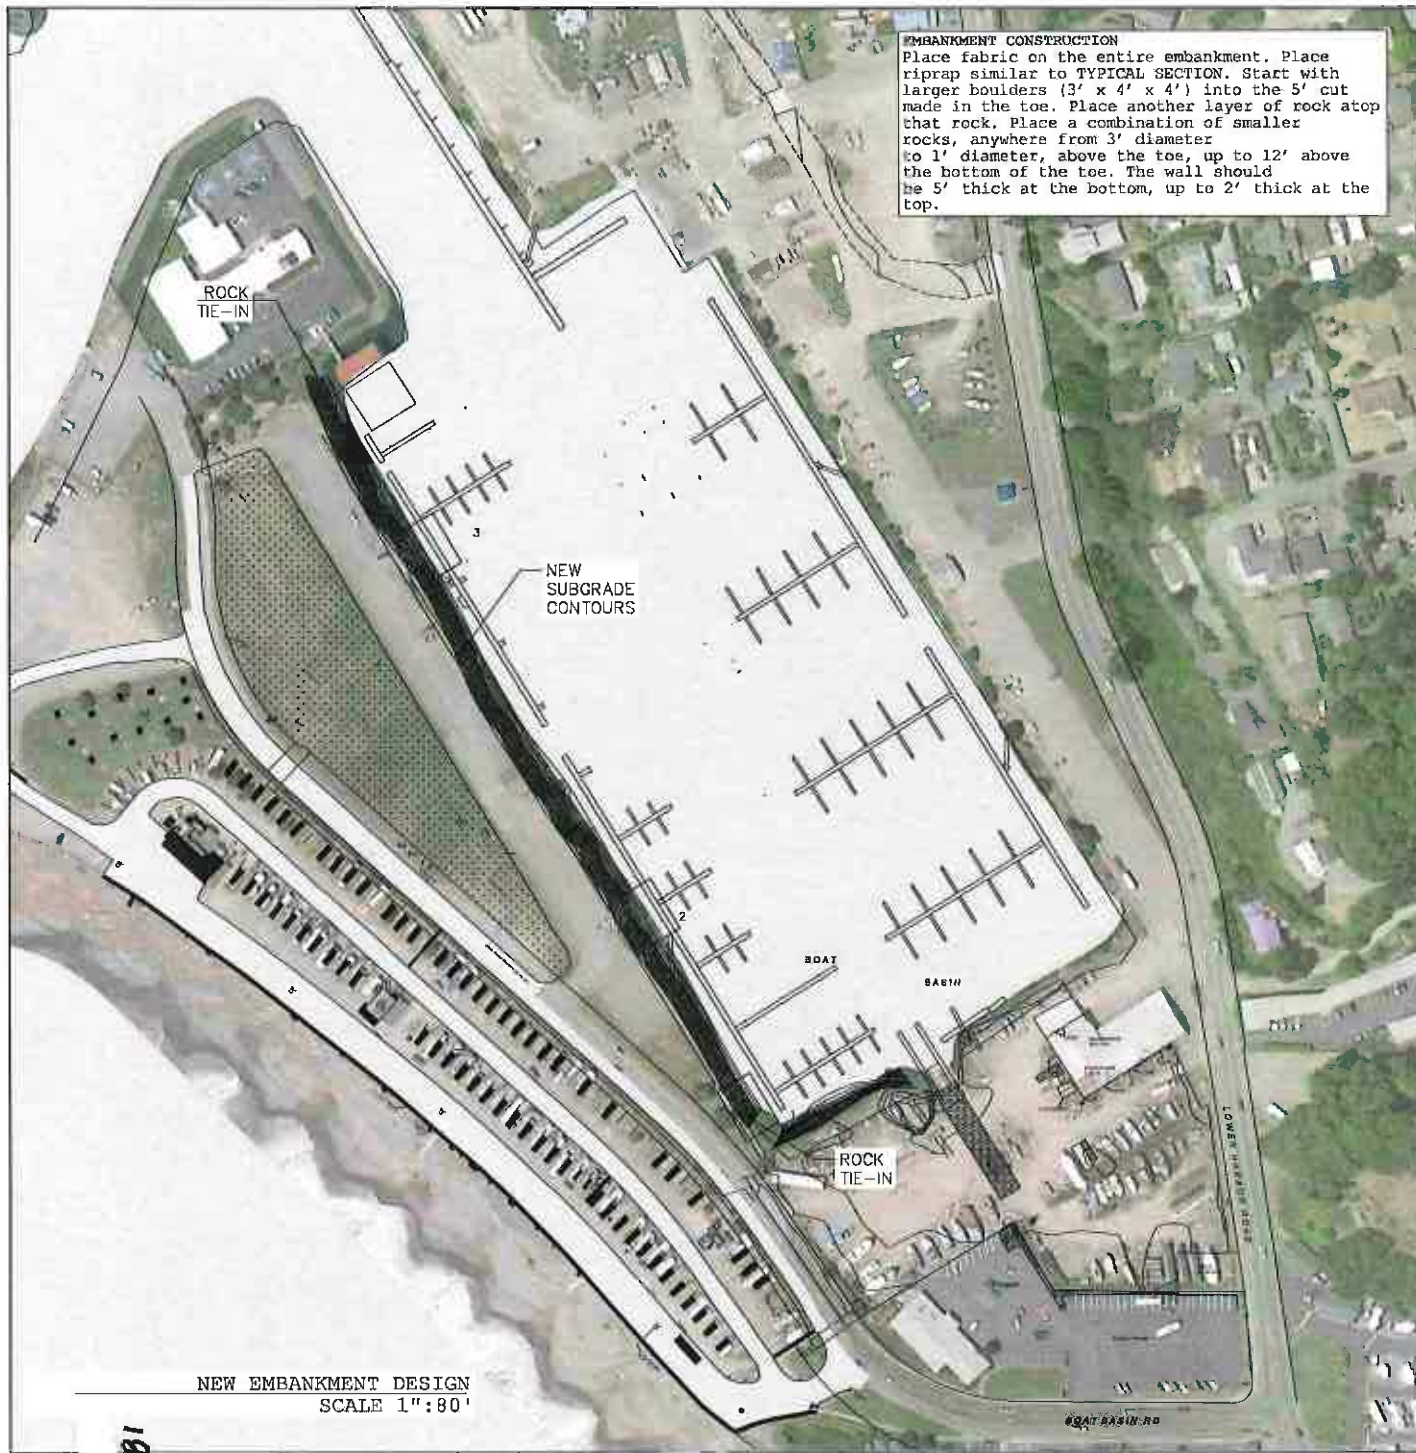 EMBANKMENT CONSTRUCTION
Place fabric on the entire embankment. Place
riprap similar to TYPICAL SECTION. Start with
larger boulders (3' x 4' x 4') into the 5' cut
made in the toe. Place another layer of rock atop
that rock. Place a combination of smaller
rocks, anywhere from 3' diameter
to 1' diameter, above the toe, up to 12' above
the bottom of the toe. The wall should
be 5' thick at the bottom, up to 2' thick at the
top.
ROCK
TIE-IN
3
NEW
SUBGRADE
CONTOURS
2
BOAT
BASIN
ROCK
TIE-IN
LOWER HARBOR ROAD
NEW EMBANKMENT DESIGN
SCALE 1":80'
BOAT BASIN RD